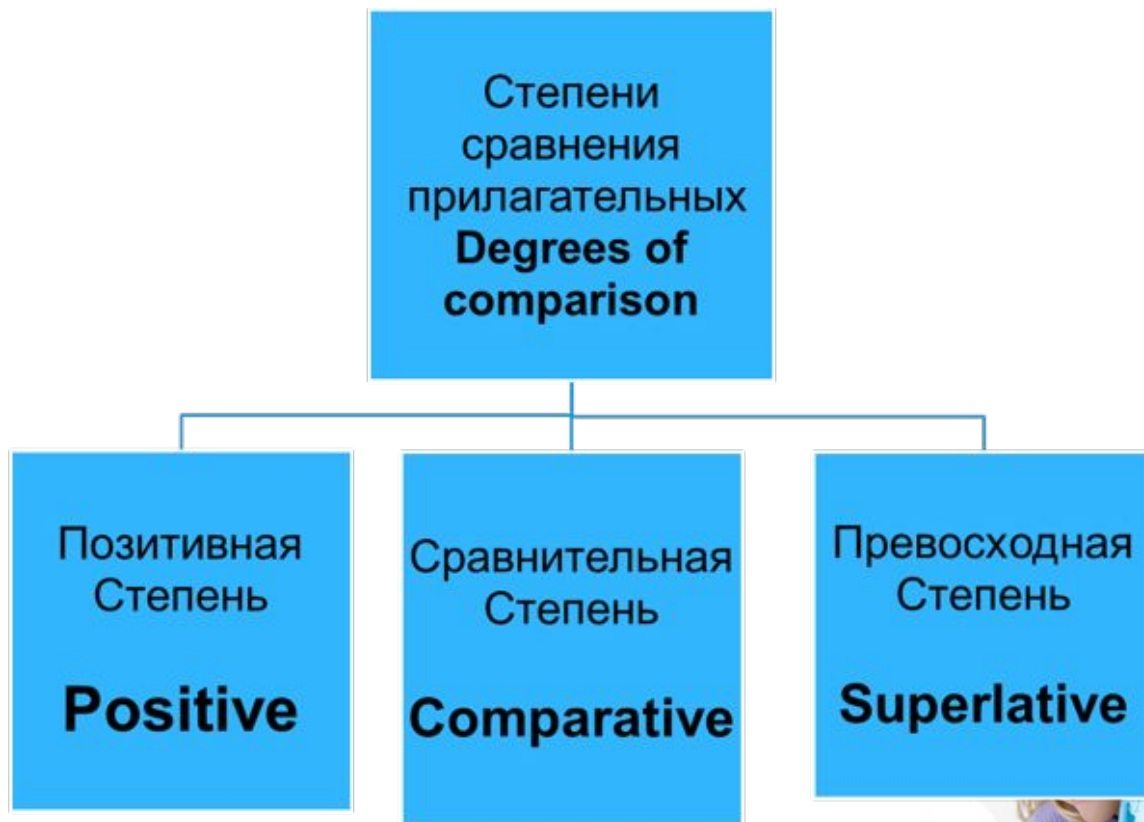 Степени
сравнения
прилагательных
Degrees of
comparison
Позитивная
Степень
Positive
Сравнительная
Степень
Comparative
Превосходная
Степень
Superlative